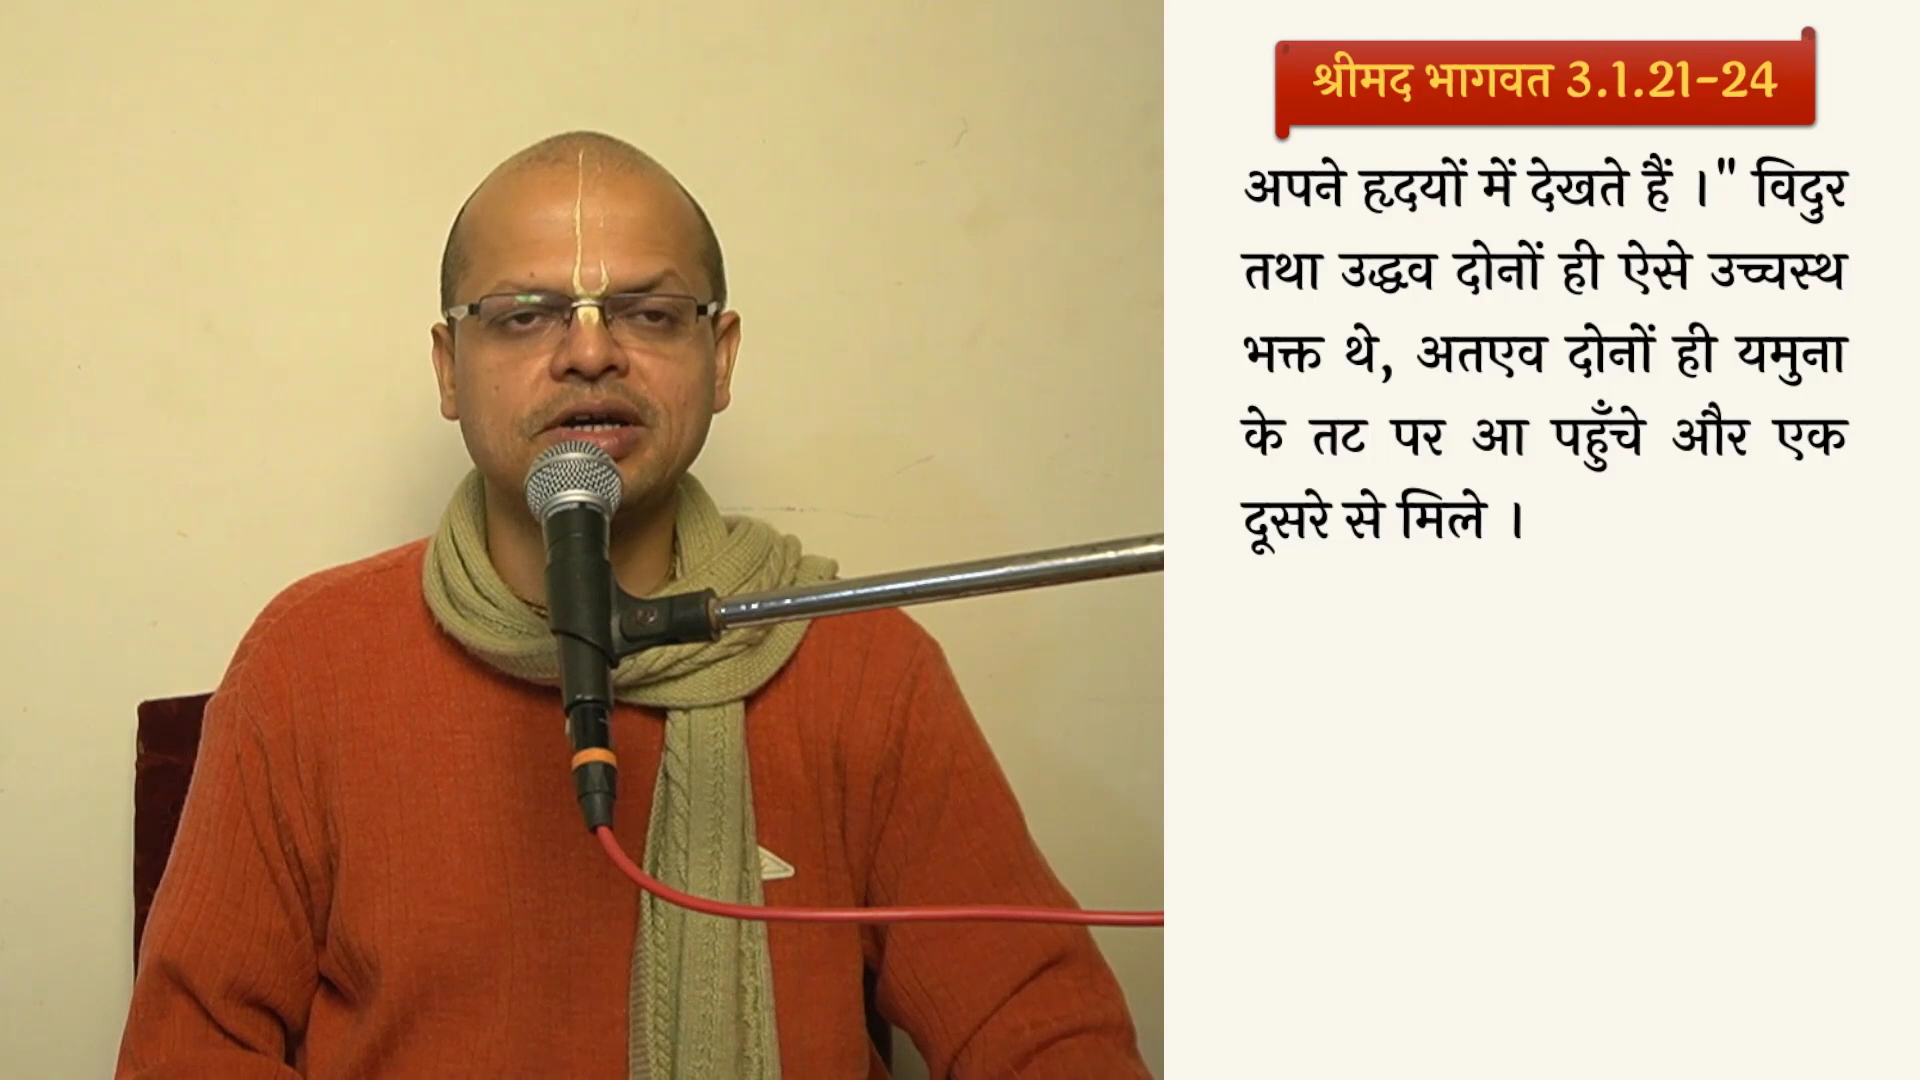 श्रीमद भागवत 3.1.21-24
अपने हृदयों में देखते हैं ।" विदुर
तथा उद्धव दोनों ही ऐसे उच्चस्थ
भक्त थे, अतएव दोनों ही यमुना
के तट पर आ पहुँचे और एक
दूसरे से मिले ।